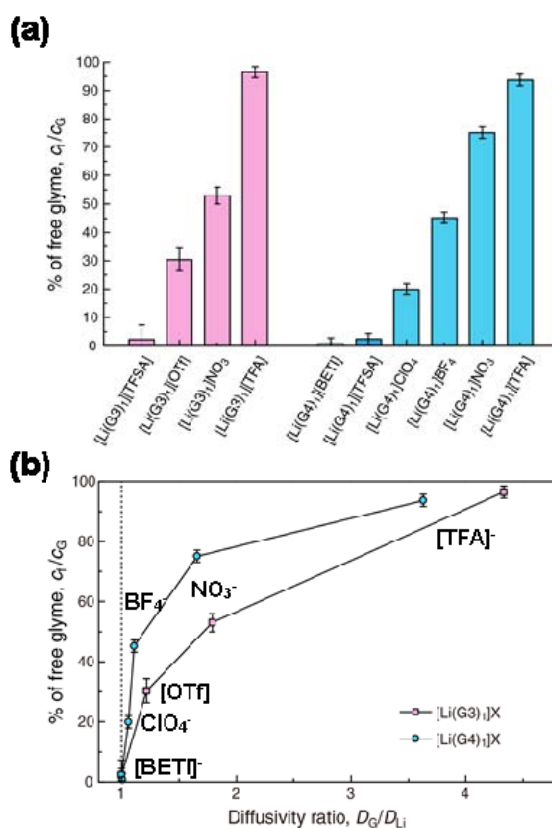 (a)
% of free glyme, cf/cG
100
90
80
70
60
50
40
30
20
10
0
[Li(G3)1][TFSA]
[Li(G3)1][OTf]
[Li(G3)1]NO3
[Li(G3)1][TFA]
[Li(G4)1][BETI]
[Li(G4)1][TFSA]
[Li(G4)1]ClO4
[Li(G4)1]BF4
[Li(G4)1]NO3
[Li(G4)1][TFA]
(b)
% of free glyme, cf/cG
100
80
60
40
20
0
[TFA]-
NO3-
BF4-
[OTf]
ClO4-
[BETI]-
[Li(G3)1]X
[Li(G4)1]X
1
2
3
4
Diffusivity ratio, DG/DLi